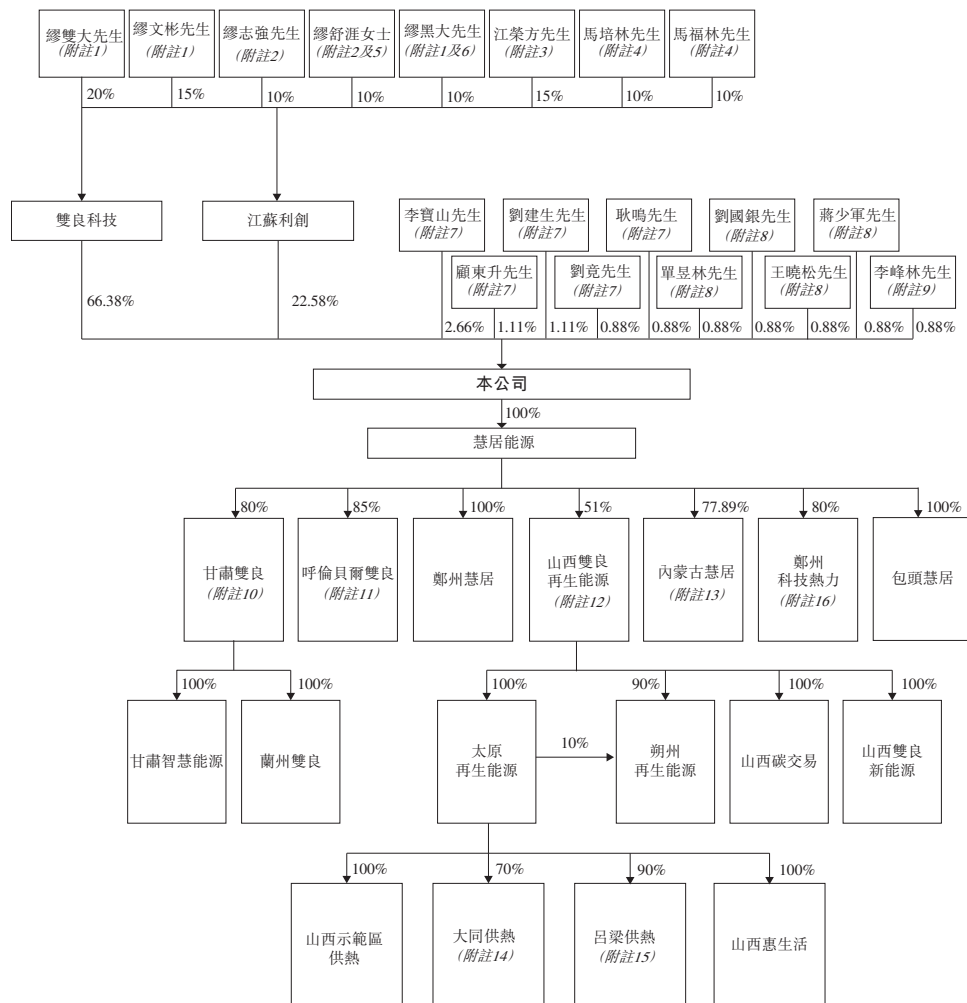 繆雙大先生
(附註1)
繆文彬先生
(附註1)
繆志強先生
(附註2)
繆舒涯女士
(附註2及5)
繆黑大先生
(附註1及6)
江榮方先生
(附註3)
馬培林先生
(附註4)
馬福林先生
(附註4)
20%
15%
10%
10%
10%
15%
10%
10%
雙良科技
江蘇利創
李寶山先生
(附註7)
劉建生先生
(附註7)
耿鳴先生
(附註7)
劉國銀先生
(附註8)
蔣少軍先生
(附註8)
顧東升先生
(附註7)
劉竟先生
(附註7)
單昱林先生
(附註8)
王曉松先生
(附註8)
李峰林先生
(附註9)
66.38%
22.58%
2.66%
1.11%
1.11%
0.88%
0.88%
0.88%
0.88%
0.88%
0.88%
0.88%
本公司
100%
慧居能源
80%
85%
100%
51%
77.89%
80%
100%
甘肅雙良
(附註10)
呼倫貝爾雙良
(附註11)
鄭州慧居
山西雙良
再生能源
(附註12)
內蒙古慧居
(附註13)
鄭州
科技熱力
(附註16)
包頭慧居
100%
100%
100%
90%
100%
100%
甘肅智慧能源
蘭州雙良
太原
再生能源
10%
朔州
再生能源
山西碳交易
山西雙良
新能源
100%
70%
90%
100%
山西示範區
供熱
大同供熱
(附註14)
呂梁供熱
(附註15)
山西惠生活